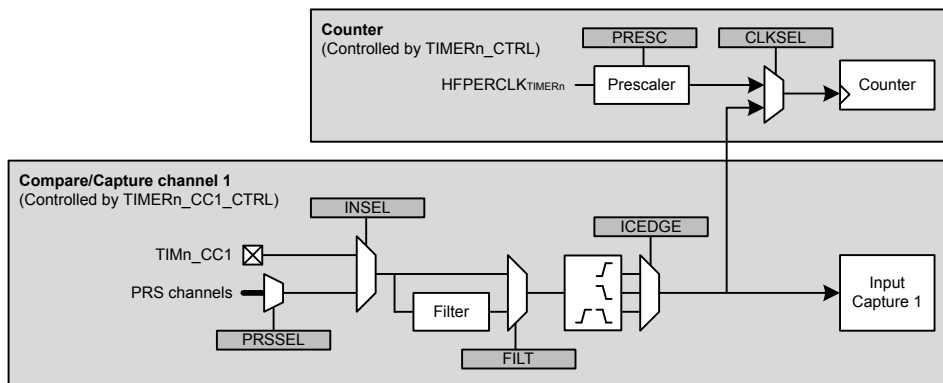 Counter
(Controlled by TIMERn_CTRL)
PRESC
CLKSEL
HFPERCLKTIMERn
Prescaler
Counter
Compare/Capture channel 1
(Controlled by TIMERn_CC1_CTRL)
INSEL
ICEDGE
TIMn_CC1
PRS channels
Filter
Input
Capture 1
PRSSEL
FILT